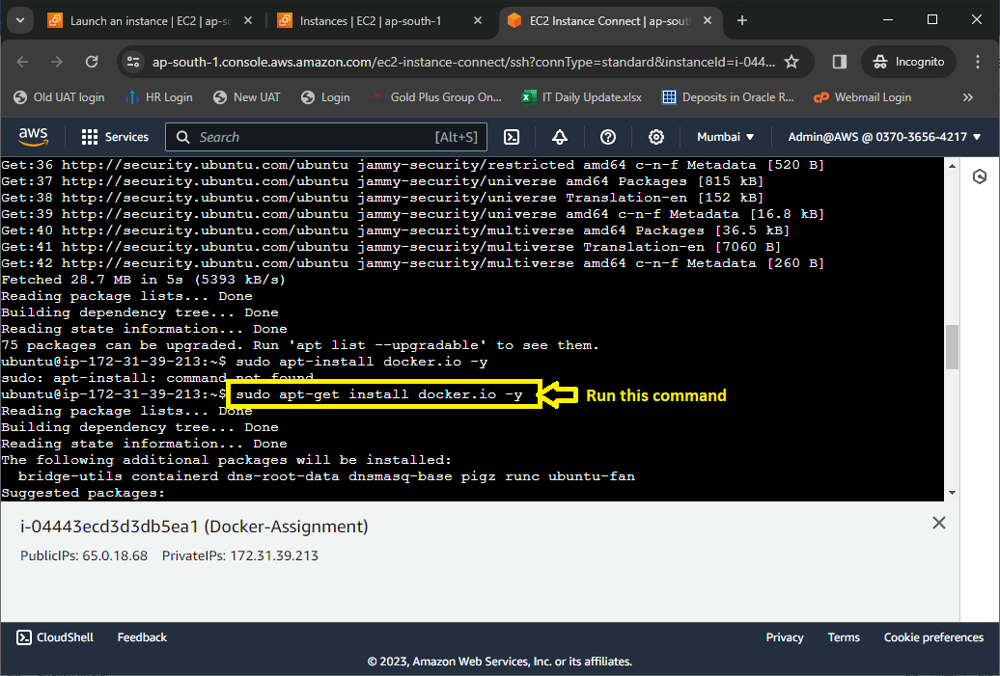 Launch an instance | EC2 | ap-so
Instances | EC2 | ap-south-1
EC2 Instance Connect | ap-sout
ap-south-1.console.aws.amazon.com/ec2-instance-connect/ssh?connType=standard&instanceId=i-044...
Incognito
Old UAT login
HR Login
New UAT
Login
Gold Plus Group On...
IT Daily Update.xlsx
Deposits in Oracle R...
Webmail Login
aws
Services
Search
[Alt+S]
Mumbai
Admin@AWS @ 0370-3656-4217
Get:36 http://security.ubuntu.com/ubuntu jammy-security/restricted amd64 c-n-f Metadata [520 B]
Get:37 http://security.ubuntu.com/ubuntu jammy-security/universe amd64 Packages [815 kB]
Get:38 http://security.ubuntu.com/ubuntu jammy-security/universe Translation-en [152 kB]
Get:39 http://security.ubuntu.com/ubuntu jammy-security/universe amd64 c-n-f Metadata [16.8 kB]
Get:40 http://security.ubuntu.com/ubuntu jammy-security/multiverse amd64 Packages [36.5 kB]
Get:41 http://security.ubuntu.com/ubuntu jammy-security/multiverse Translation-en [7060 B]
Get:42 http://security.ubuntu.com/ubuntu jammy-security/multiverse amd64 c-n-f Metadata [260 B]
Fetched 28.7 MB in 5s (5393 kB/s)
Reading package lists... Done
Building dependency tree... Done
Reading state information... Done
75 packages can be upgraded. Run 'apt list --upgradable' to see them.
ubuntu@ip-172-31-39-213:~$ sudo apt-install docker.io -y
sudo: apt-install: command not found
ubuntu@ip-172-31-39-213:~$ sudo apt-get install docker.io -y
Run this command
Reading package lists... Done
Building dependency tree... Done
Reading state information... Done
The following additional packages will be installed:
bridge-utils containerd dns-root-data dnsmasq-base pigz runc ubuntu-fan
Suggested packages:
i-04443ecd3d3db5ea1 (Docker-Assignment)
PublicIPs: 65.0.18.68 PrivateIPs: 172.31.39.213
CloudShell
Feedback
Privacy
Terms
Cookie preferences
© 2023, Amazon Web Services, Inc. or its affiliates.